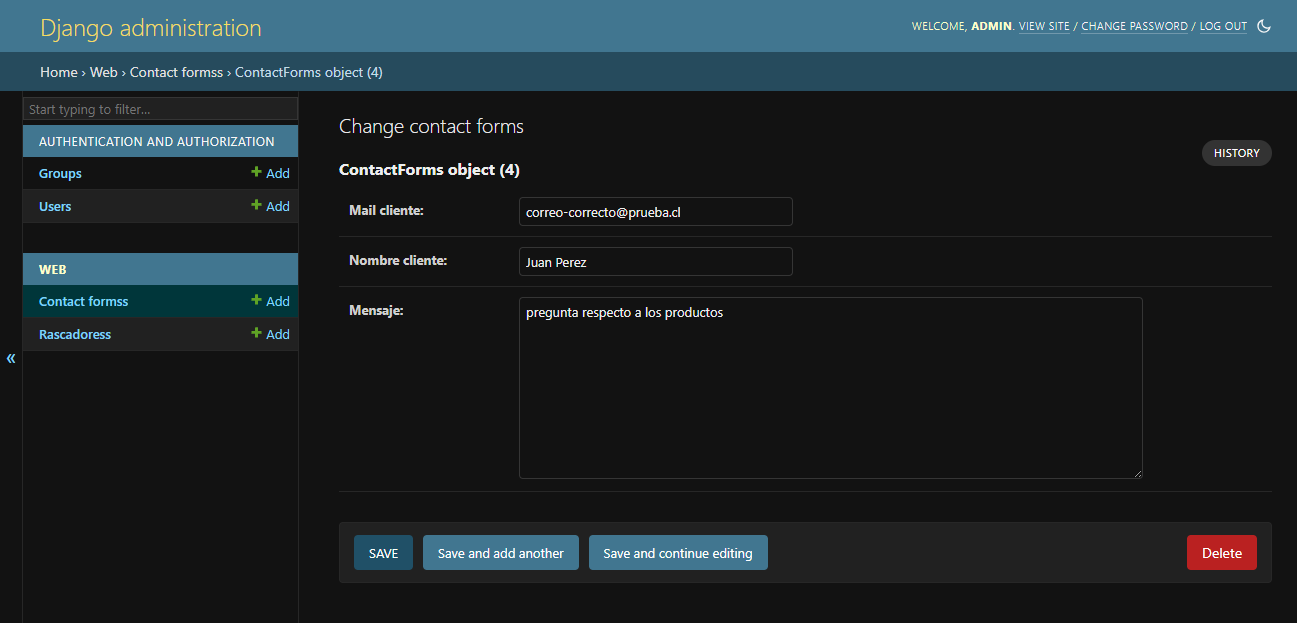 Django administration
WELCOME, ADMIN. VIEW SITE / CHANGE PASSWORD / LOG OUT
Home › Web › Contact formss › ContactForms object (4)
Start typing to filter...
AUTHENTICATION AND AUTHORIZATION
Groups + Add
Users + Add
WEB
Contact formss + Add
Rascadoress + Add
«
Change contact forms
HISTORY
ContactForms object (4)
Mail cliente: correo-correcto@prueba.cl
Nombre cliente: Juan Perez
Mensaje: pregunta respecto a los productos
SAVE Save and add another Save and continue editing Delete